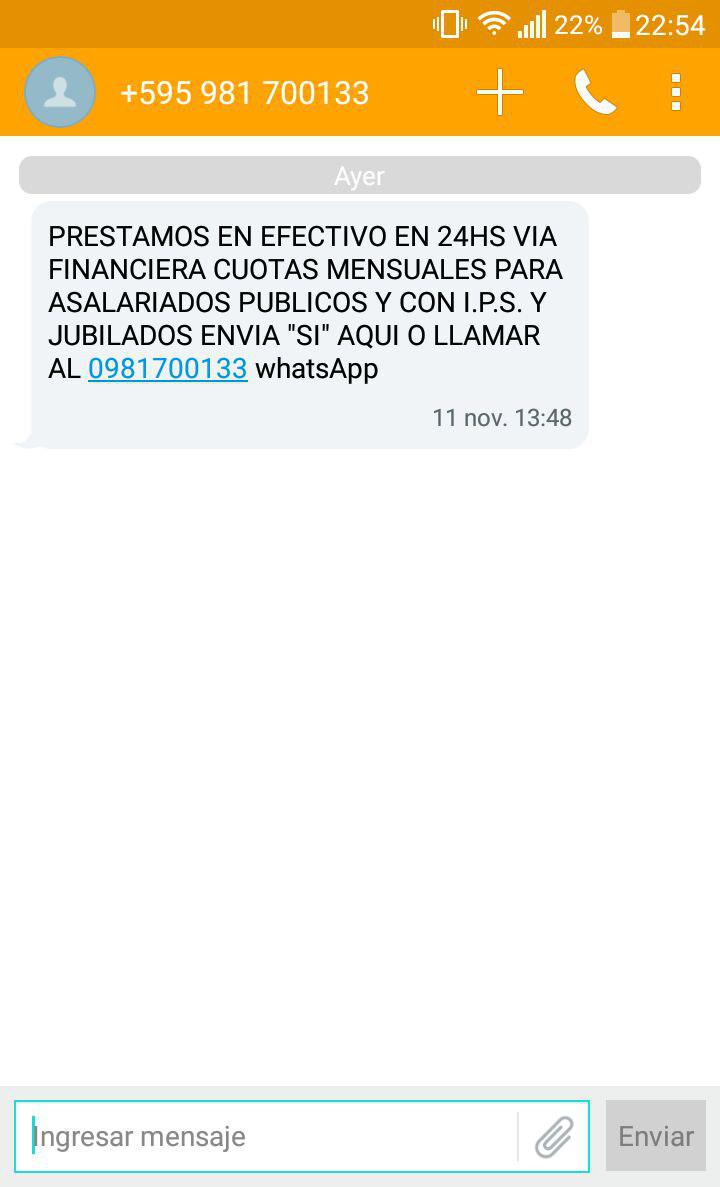 22% 22:54
+595 981 700133
Ayer
PRESTAMOS EN EFECTIVO EN 24HS VIA
FINANCIERA CUOTAS MENSUALES PARA
ASALARIADOS PUBLICOS Y CON I.P.S. Y
JUBILADOS ENVIA "SI" AQUI O LLAMAR
AL 0981700133 whatsApp
11 nov. 13:48
Ingresar mensaje
Enviar